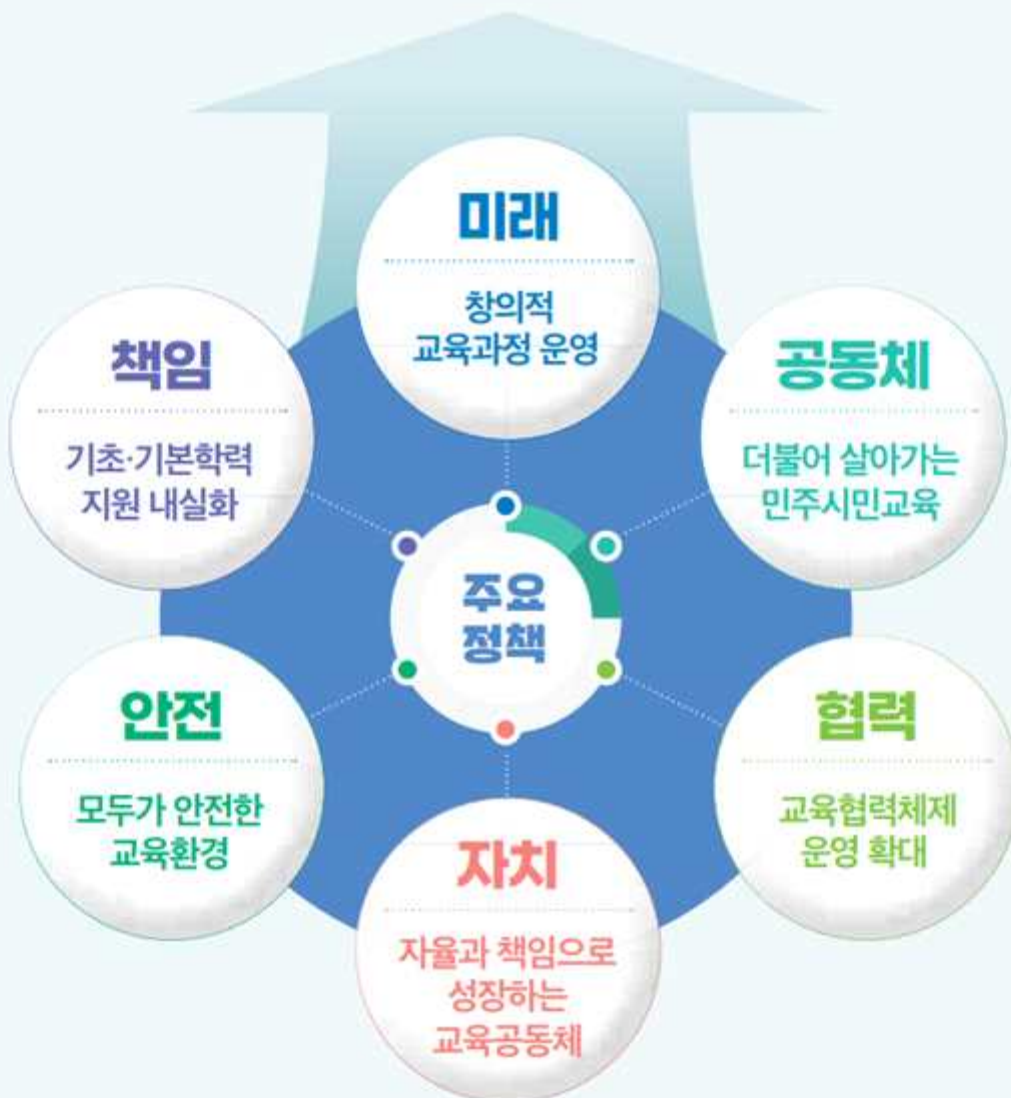 미래
창의적
교육과정 운영
책임
기초·기본학력
지원 내실화
공동체
더불어 살아가는
민주시민교육
주요
정책
안전
모두가 안전한
교육환경
협력
교육협력체제
운영 확대
자치
자율과 책임으로
성장하는
교육공동체